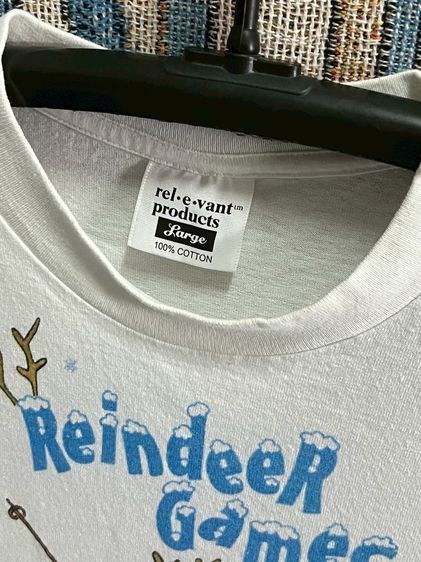 rel•e•vant™
products
Large
100% COTTON
Reindeer
Games